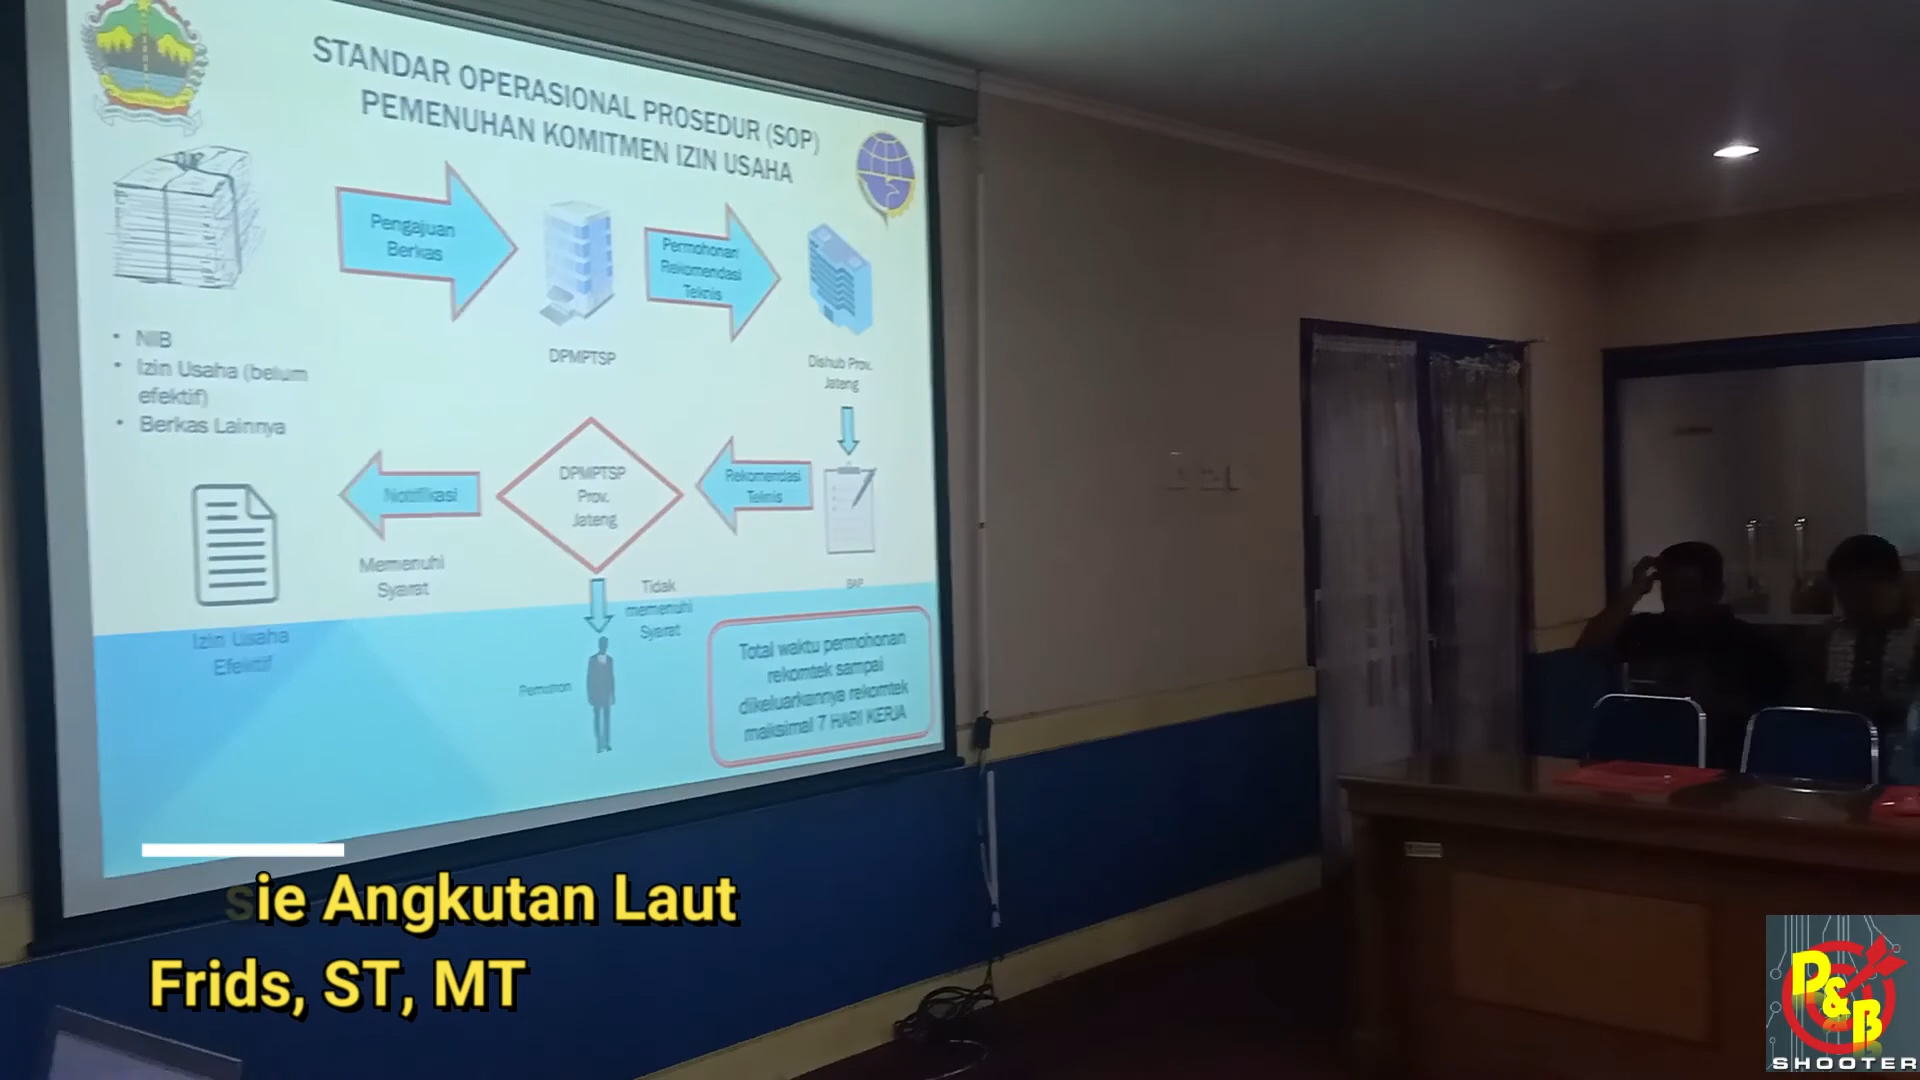 STANDAR OPERASIONAL PROSEDUR (SOP)
PEMENUHAN KOMITMEN IZIN USAHA
Pengajuan
Berkas
Permohonan
Rekomendasi
Teknis
DPMPTSP
Dishub Prov.
Jateng
• NIB
• Izin Usaha (belum
efektif)
• Berkas Lainnya
Notifikasi
DPMPTSP
Prov.
Jateng
Rekomendasi
Teknis
Memenuhi
Syarat
Tidak
memenuhi
Syarat
BAP
Izin Usaha
Efektif
Pemohon
Total waktu permohonan
rekomtek sampai
dikeluarkannya rekomtek
maksimal 7 HARI KERJA
sie Angkutan Laut
Frids, ST, MT
D&B
SHOOTER